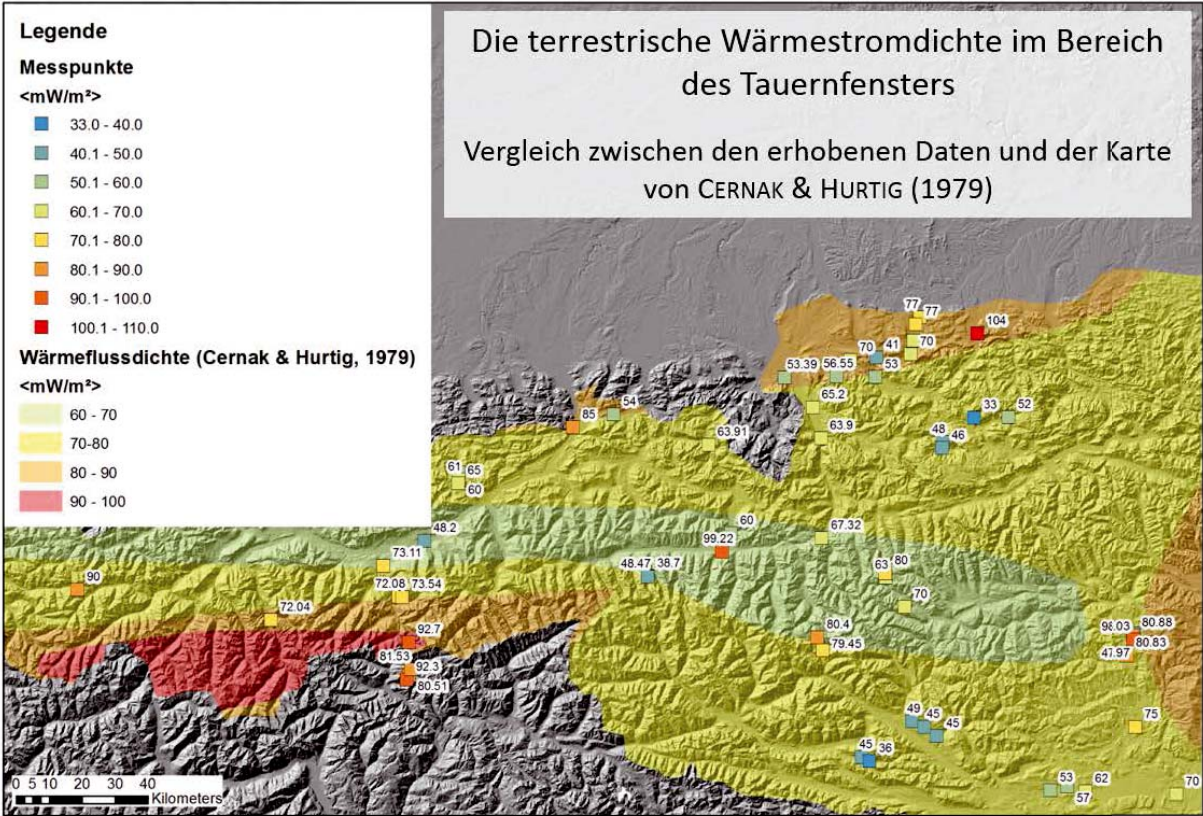 Legende
Messpunkte
<mW/m²>
33.0 - 40.0
40.1 - 50.0
50.1 - 60.0
60.1 - 70.0
70.1 - 80.0
80.1 - 90.0
90.1 - 100.0
100.1 - 110.0
Wärmeflussdichte (Cernak & Hurtig, 1979)
<mW/m²>
60 - 70
70-80
80 - 90
90 - 100
Die terrestrische Wärmestromdichte im Bereich
des Tauernfensters
Vergleich zwischen den erhobenen Daten und der Karte
von CERNAK & HURTIG (1979)
77
77
104
70
41
70
53.39
56.55
53
65.2
54
85
33
52
63.9
48
46
63.91
61
65
60
48.2
60
67.32
99.22
73.11
48.47
38.7
63
80
90
72.08
73.54
70
72.04
92.7
80.4
79.45
98.03
80.88
80.83
47.97
81.53
92.3
80.51
49
45
45
75
45
36
53
62
57
70
0 5 10 20 30 40
Kilometers